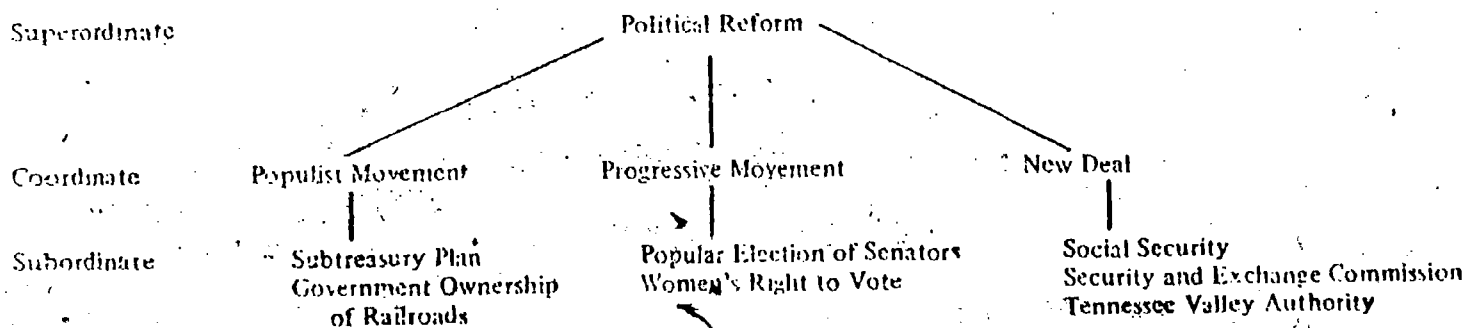 Superordinate
Political Reform
Coordinate
Populist Movement
Progressive Movement
New Deal
Subordinate
Subtreasury Plan
Government Ownership
of Railroads
Popular Election of Senators
Women's Right to Vote
Social Security
Security and Exchange Commission
Tennessee Valley Authority